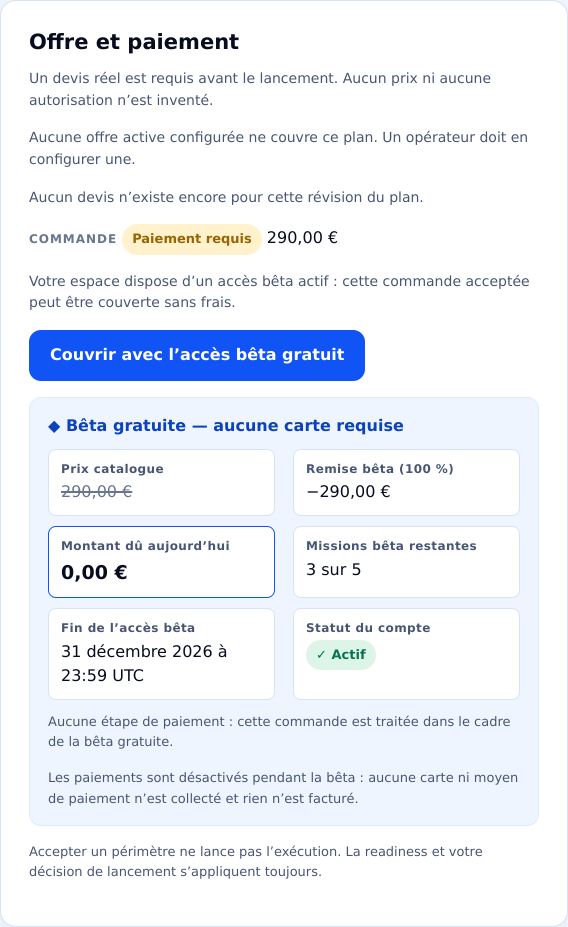 Offre et paiement
Un devis réel est requis avant le lancement. Aucun prix ni aucune
autorisation n’est inventé.
Aucune offre active configurée ne couvre ce plan. Un opérateur doit en
configurer une.
Aucun devis n’existe encore pour cette révision du plan.
COMMANDE Paiement requis 290,00 €
Votre espace dispose d’un accès bêta actif : cette commande acceptée
peut être couverte sans frais.
Couvrir avec l’accès bêta gratuit
◆ Bêta gratuite — aucune carte requise
Prix catalogue
290,00 €
Remise bêta (100 %)
−290,00 €
Montant dû aujourd’hui
0,00 €
Missions bêta restantes
3 sur 5
Fin de l’accès bêta
31 décembre 2026 à
23:59 UTC
Statut du compte
✓ Actif
Aucune étape de paiement : cette commande est traitée dans le cadre
de la bêta gratuite.
Les paiements sont désactivés pendant la bêta : aucune carte ni moyen
de paiement n’est collecté et rien n’est facturé.
Accepter un périmètre ne lance pas l’exécution. La readiness et votre
décision de lancement s’appliquent toujours.